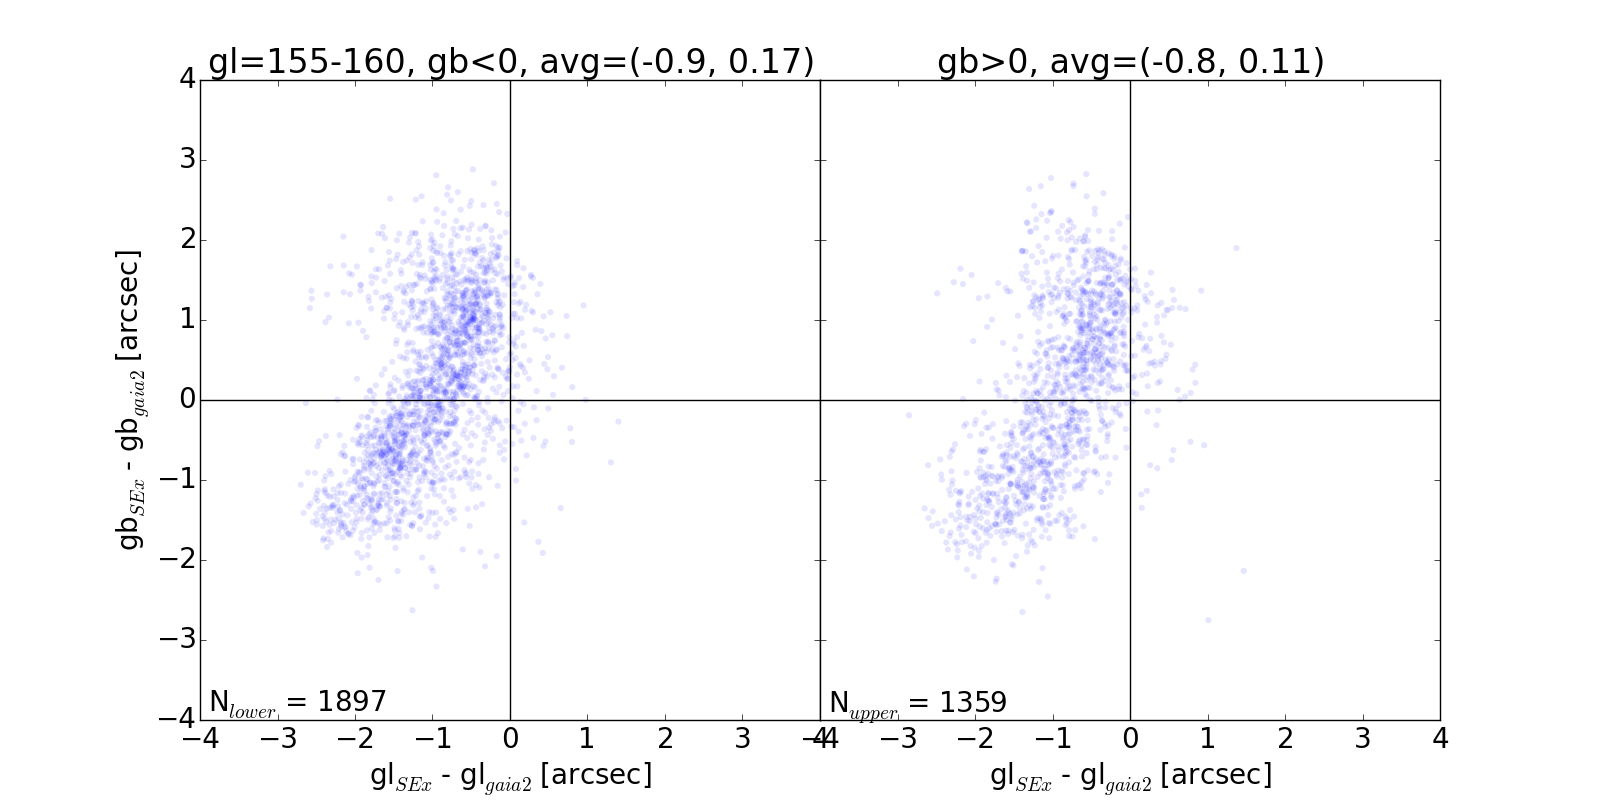 gl=155-160, gb<0, avg=(-0.9, 0.17) gb>0, avg=(-0.8, 0.11)
4
3
2
1
0
−1
−2
−3
−4
gb_SEx - gb_gaia2 [arcsec]
N_lower = 1897 N_upper = 1359
−4 −3 −2 −1 0 1 2 3 4 −4 −3 −2 −1 0 1 2 3 4
gl_SEx - gl_gaia2 [arcsec] gl_SEx - gl_gaia2 [arcsec]